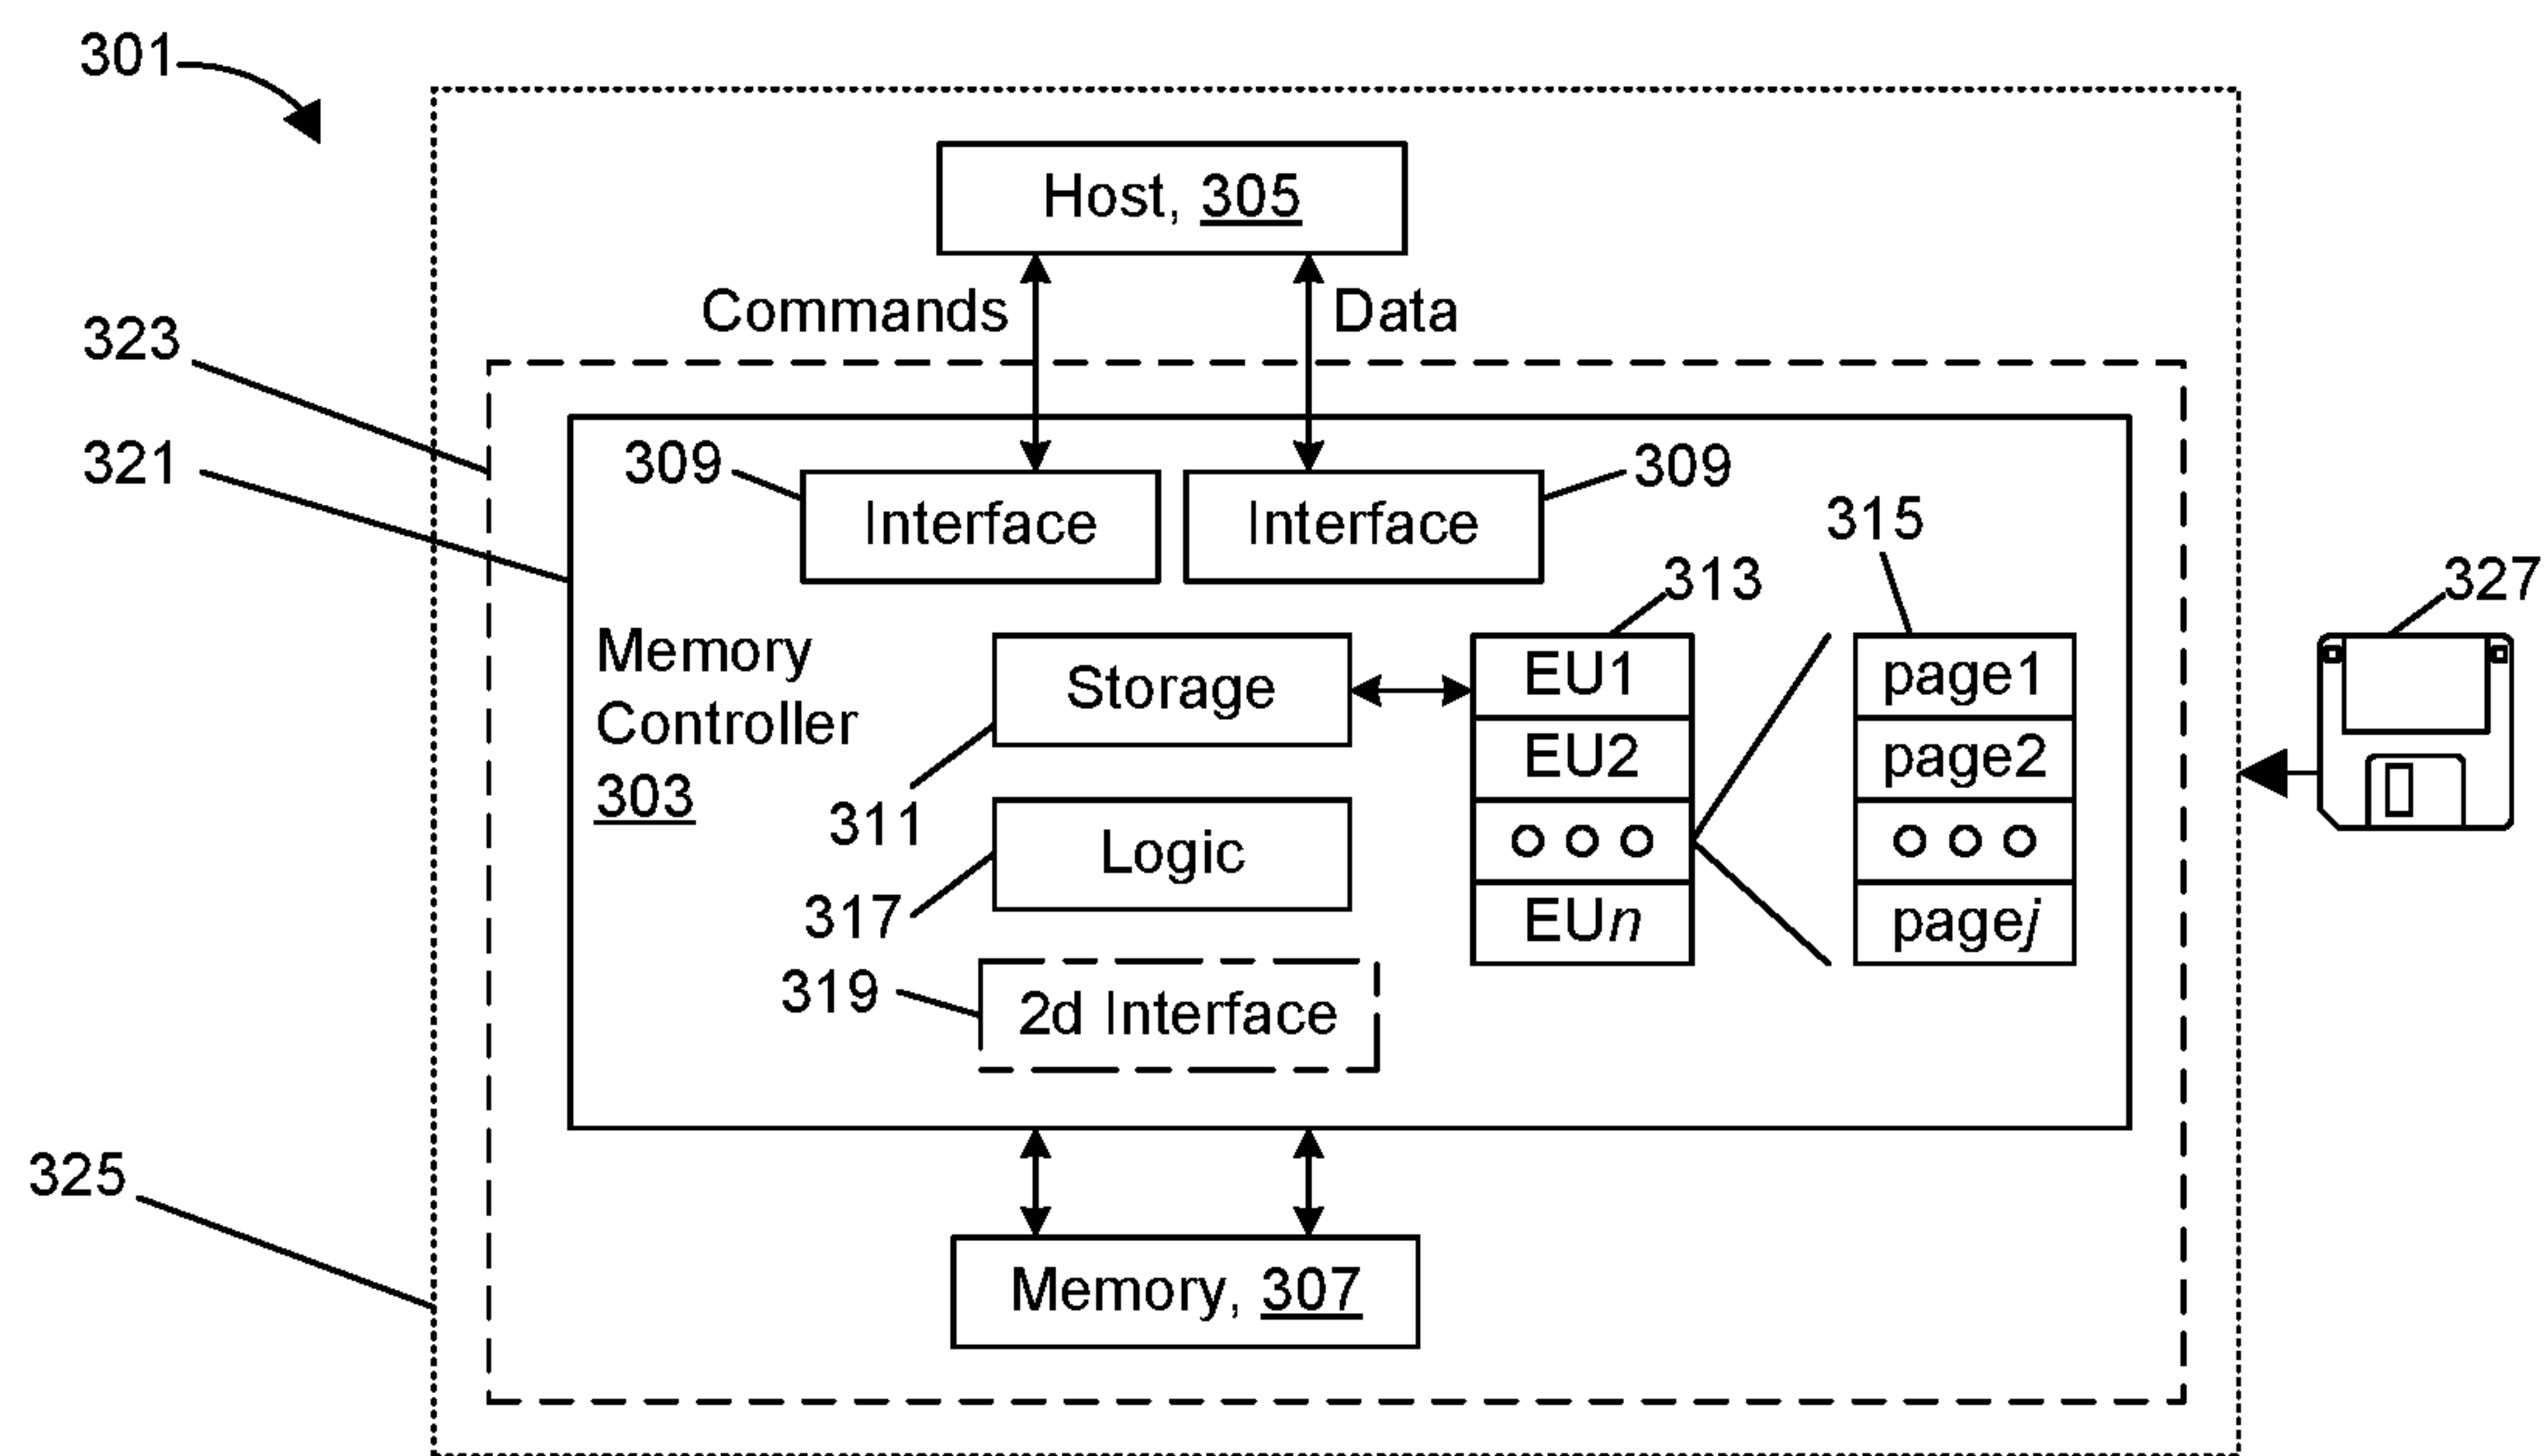 301
Host, 305
Commands
Data
323
321
309
Interface
Interface
309
315
313
327
Memory
Controller
303
Storage
311
Logic
317
2d Interface
319
EU1
EU2
EUn
page1
page2
pagej
325
Memory, 307